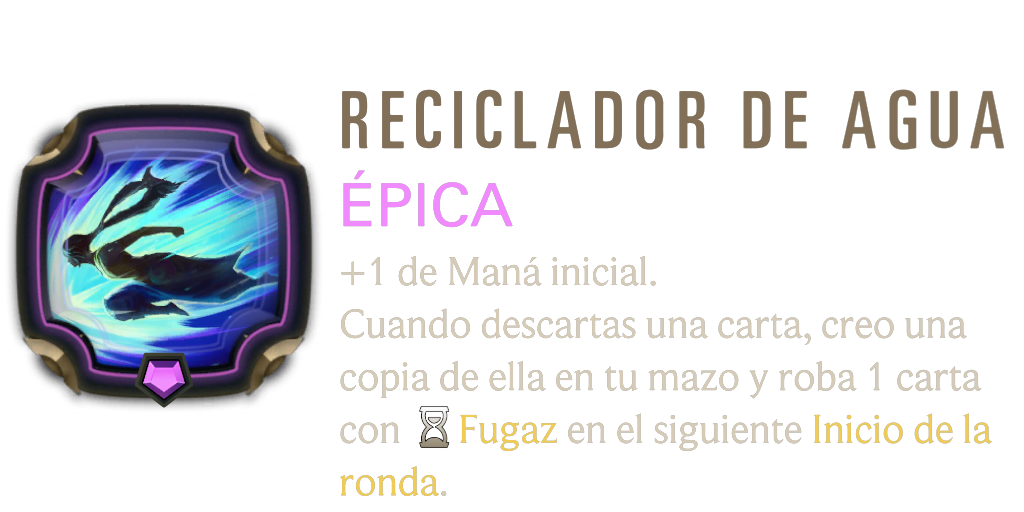 RECICLADOR DE AGUA
ÉPICA
+1 de Maná inicial.
Cuando descartas una carta, creo una
copia de ella en tu mazo y roba 1 carta
con Fugaz en el siguiente Inicio de la
ronda.